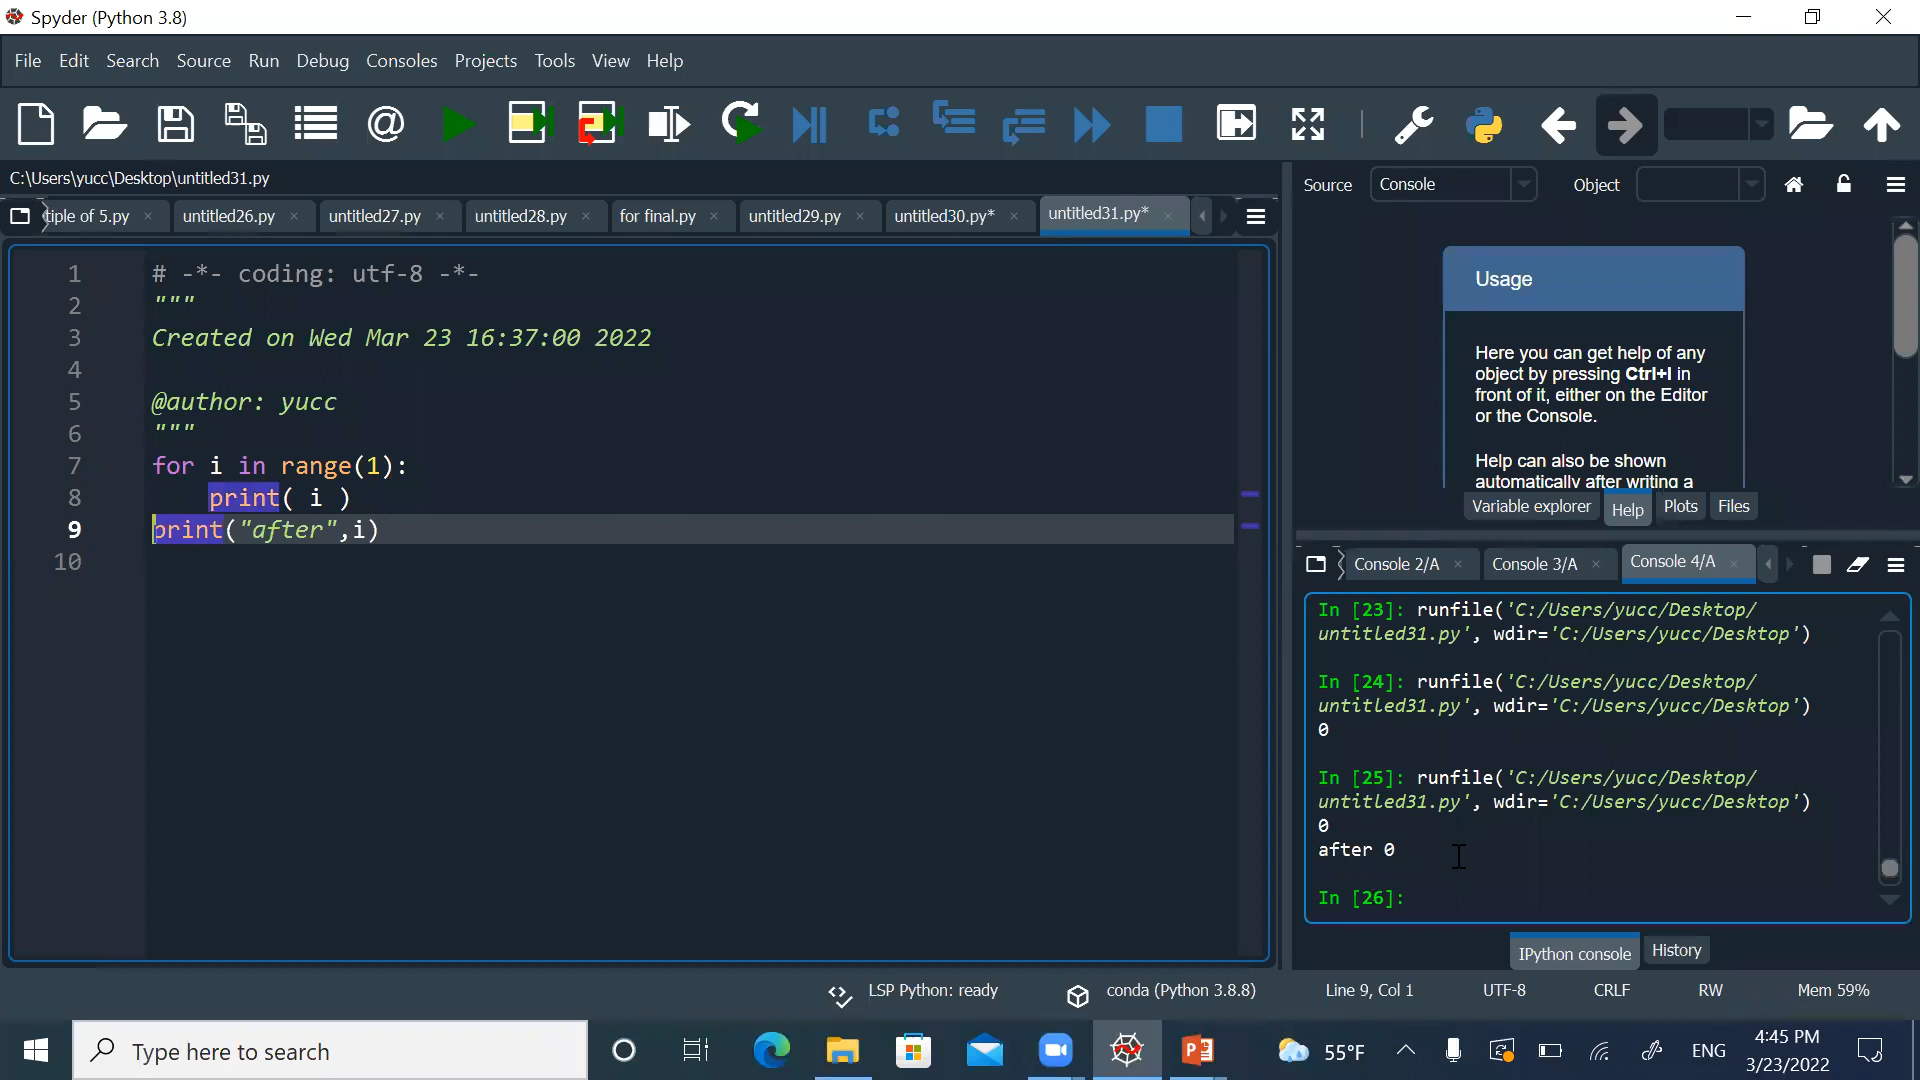 Spyder (Python 3.8)
File Edit Search Source Run Debug Consoles Projects Tools View Help
C:\Users\yucc\Desktop\untitled31.py
tiple of 5.py untitled26.py untitled27.py untitled28.py for final.py untitled29.py untitled30.py* untitled31.py*
1 # -*- coding: utf-8 -*-
2 """
3 Created on Wed Mar 23 16:37:00 2022
4
5 @author: yucc
6 """
7 for i in range(1):
8 print( i )
9 print("after",i)
10
Source Console Object
Usage
Here you can get help of any
object by pressing Ctrl+I in
front of it, either on the Editor
or the Console.
Help can also be shown
automatically after writing a
Variable explorer Help Plots Files
Console 2/A Console 3/A Console 4/A
In [23]: runfile('C:/Users/yucc/Desktop/
untitled31.py', wdir='C:/Users/yucc/Desktop')
In [24]: runfile('C:/Users/yucc/Desktop/
untitled31.py', wdir='C:/Users/yucc/Desktop')
0
In [25]: runfile('C:/Users/yucc/Desktop/
untitled31.py', wdir='C:/Users/yucc/Desktop')
0
after 0
In [26]:
IPython console History
LSP Python: ready conda (Python 3.8.8) Line 9, Col 1 UTF-8 CRLF RW Mem 59%
Type here to search
55°F ENG
4:45 PM
3/23/2022